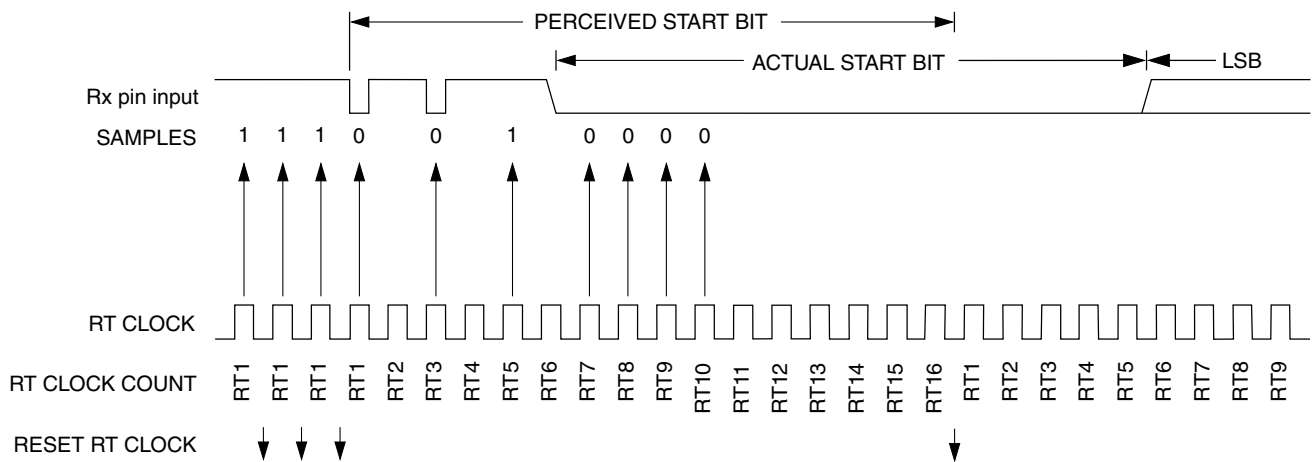 PERCEIVED START BIT
ACTUAL START BIT
LSB
Rx pin input
SAMPLES 1 1 1 0 0 1 0 0 0 0
RT CLOCK
RT CLOCK COUNT RT1 RT1 RT1 RT1 RT2 RT3 RT4 RT5 RT6 RT7 RT8 RT9 RT10 RT11 RT12 RT13 RT14 RT15 RT16 RT1 RT2 RT3 RT4 RT5 RT6 RT7 RT8 RT9
RESET RT CLOCK